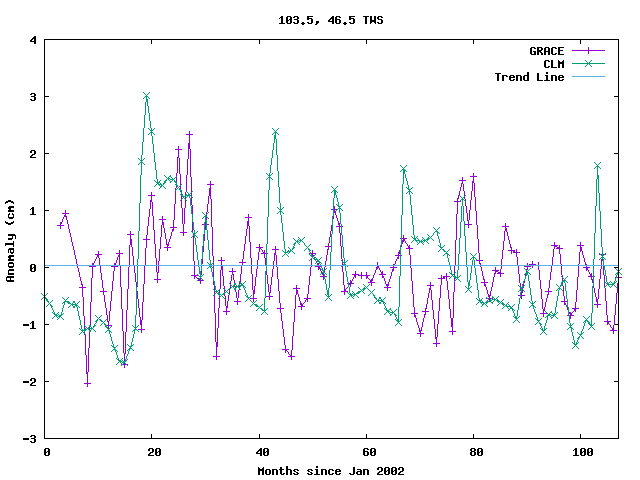 103.5, 46.5 TWS
GRACE
CLM
Trend Line
4
3
2
1
0
-1
-2
-3
Anomaly (cm)
0 20 40 60 80 100
Months since Jan 2002